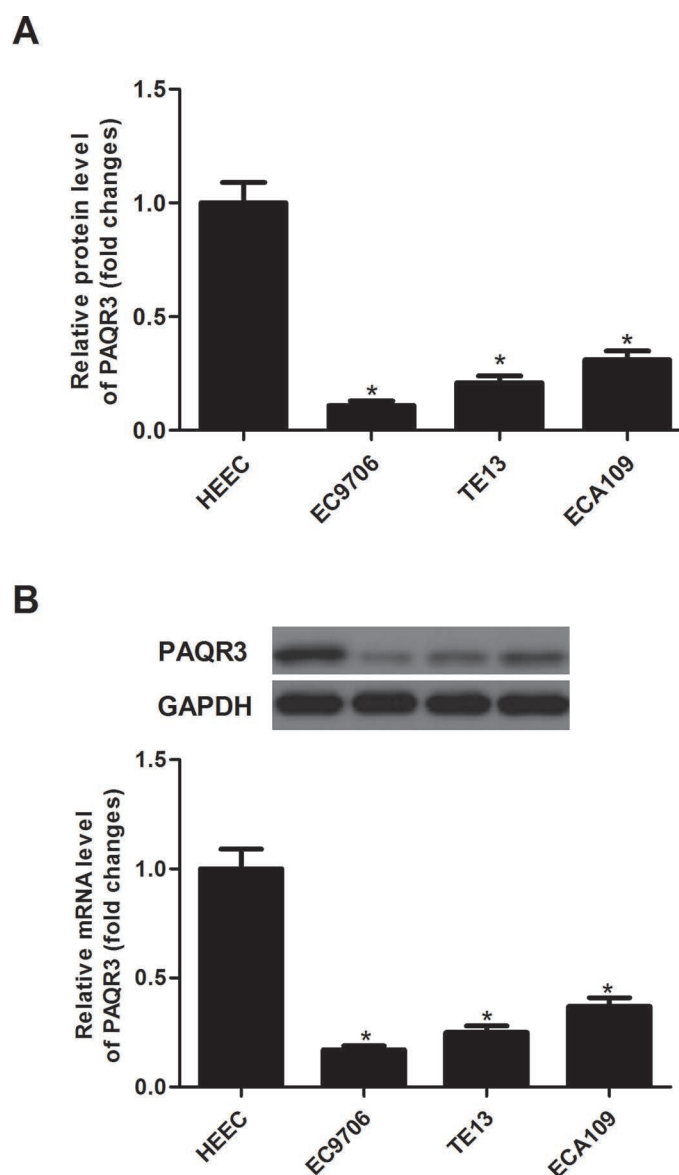 A
Relative protein level
of PAQR3 (fold changes)
1.5
1.0
0.5
0.0
*
*
*
HEEC
EC9706
TE13
ECA109
B
PAQR3
GAPDH
Relative mRNA level
of PAQR3 (fold changes)
1.5
1.0
0.5
0.0
*
*
*
HEEC
EC9706
TE13
ECA109